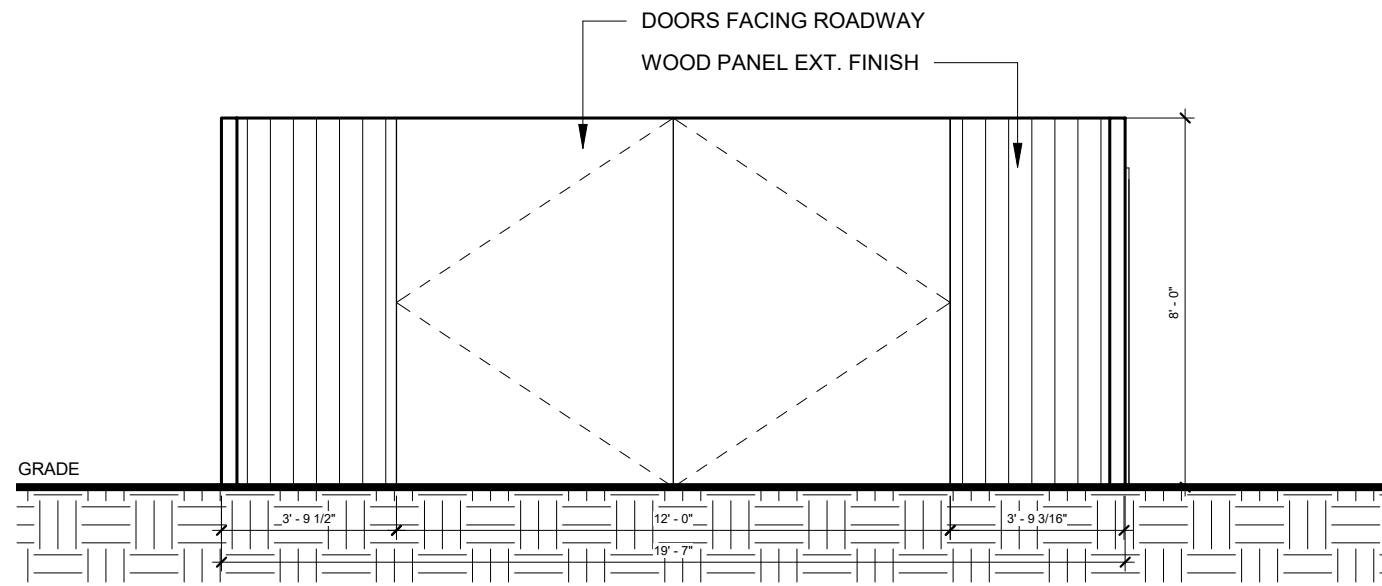 DOORS FACING ROADWAY
WOOD PANEL EXT. FINISH
8' - 0"
GRADE
3' - 9 1/2"
12' - 0"
3' - 9 3/16"
19' - 7"